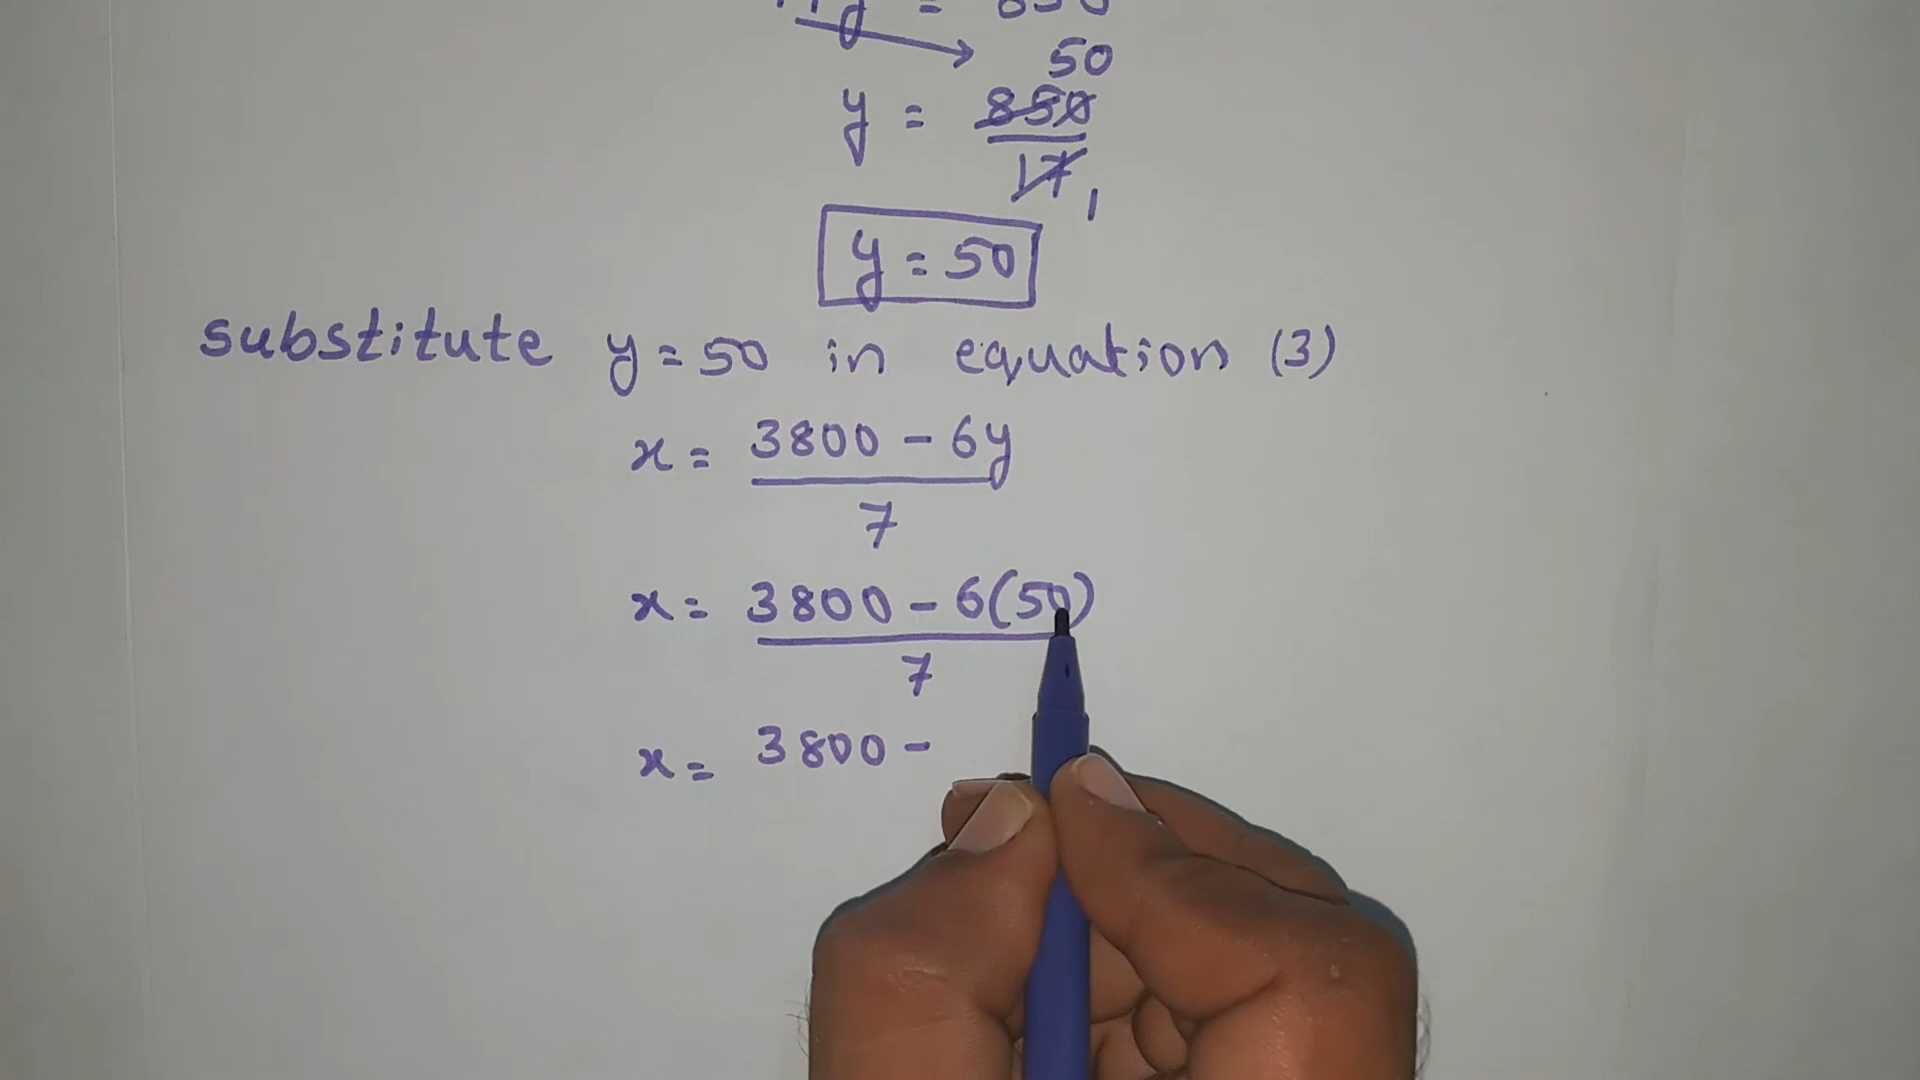 50
y = 850
17 1
y = 50
substitute y = 50 in equation (3)
x = 3800 - 6y
7
x = 3800 - 6(50)
7
x = 3800 -